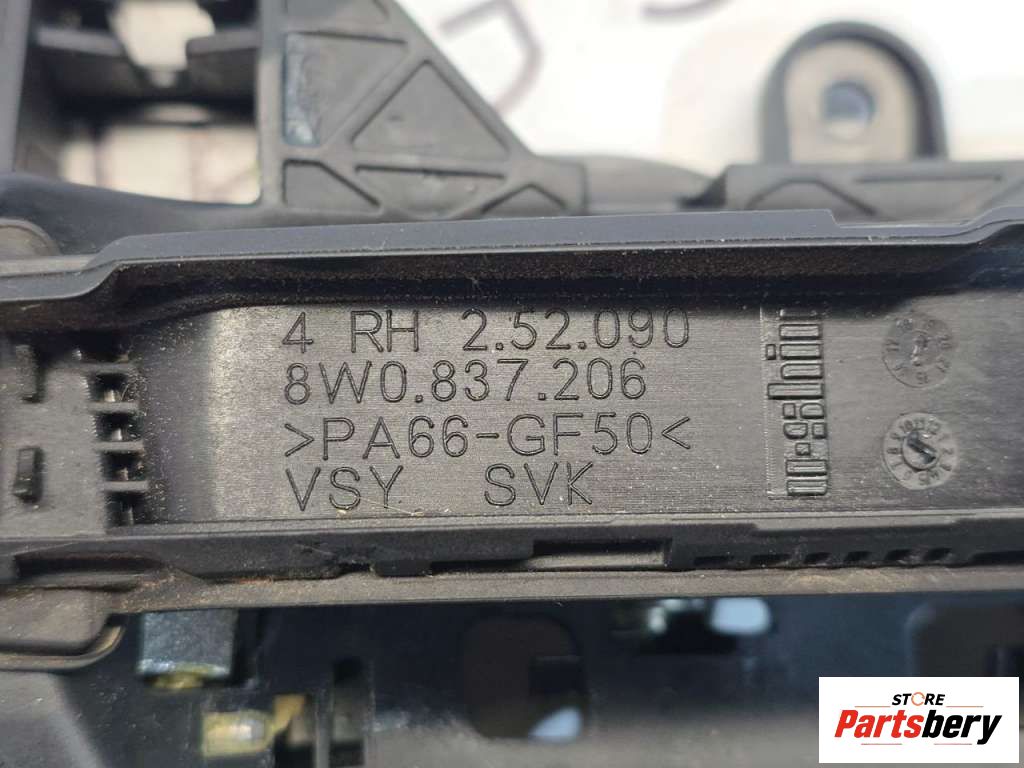 4 RH 2.52.090
8W0.837.206
>PA66-GF50<
VSY SVK
STORE
Partsbery